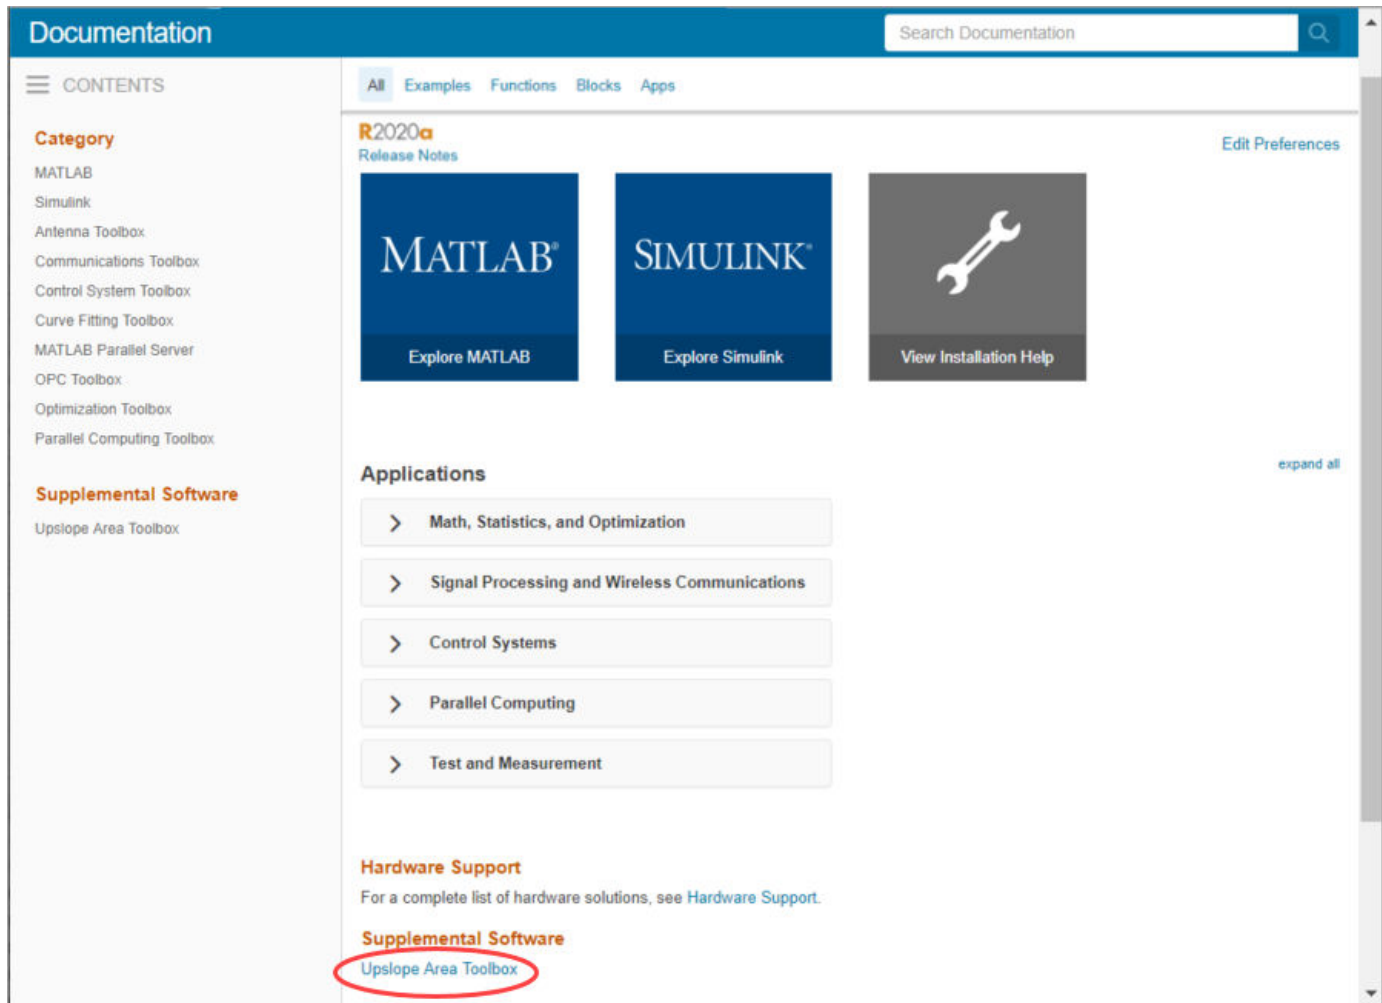 Documentation
Search Documentation
CONTENTS
All Examples Functions Blocks Apps
Category
MATLAB
Simulink
Antenna Toolbox
Communications Toolbox
Control System Toolbox
Curve Fitting Toolbox
MATLAB Parallel Server
OPC Toolbox
Optimization Toolbox
Parallel Computing Toolbox
Supplemental Software
Upslope Area Toolbox
R2020a
Release Notes
Edit Preferences
MATLAB®
Explore MATLAB
SIMULINK®
Explore Simulink
View Installation Help
Applications
expand all
Math, Statistics, and Optimization
Signal Processing and Wireless Communications
Control Systems
Parallel Computing
Test and Measurement
Hardware Support
For a complete list of hardware solutions, see Hardware Support.
Supplemental Software
Upslope Area Toolbox